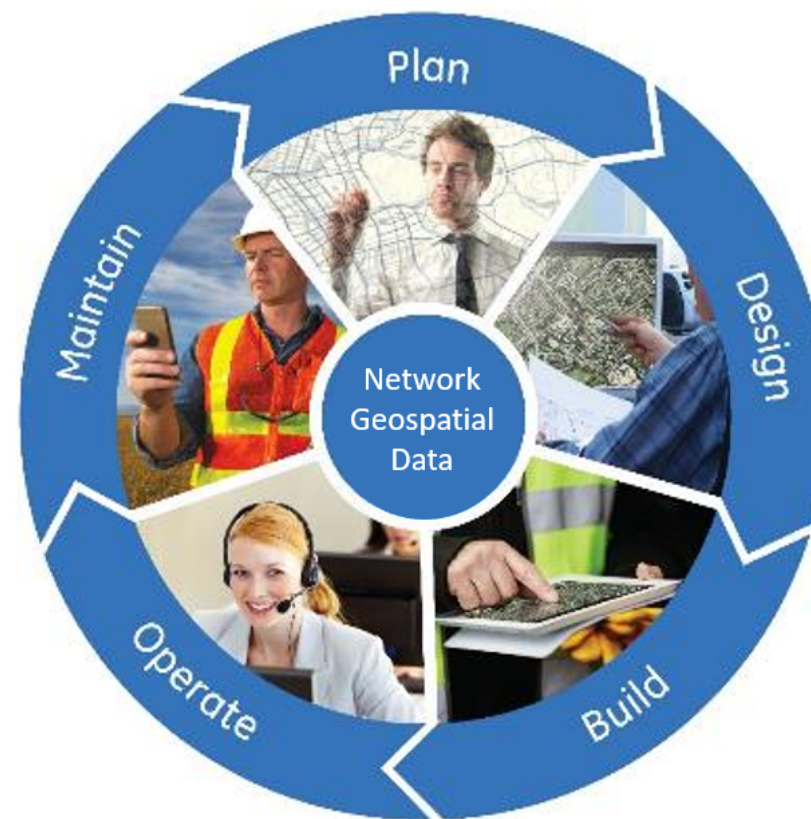 Plan
Design
Build
Operate
Maintain
Network
Geospatial
Data